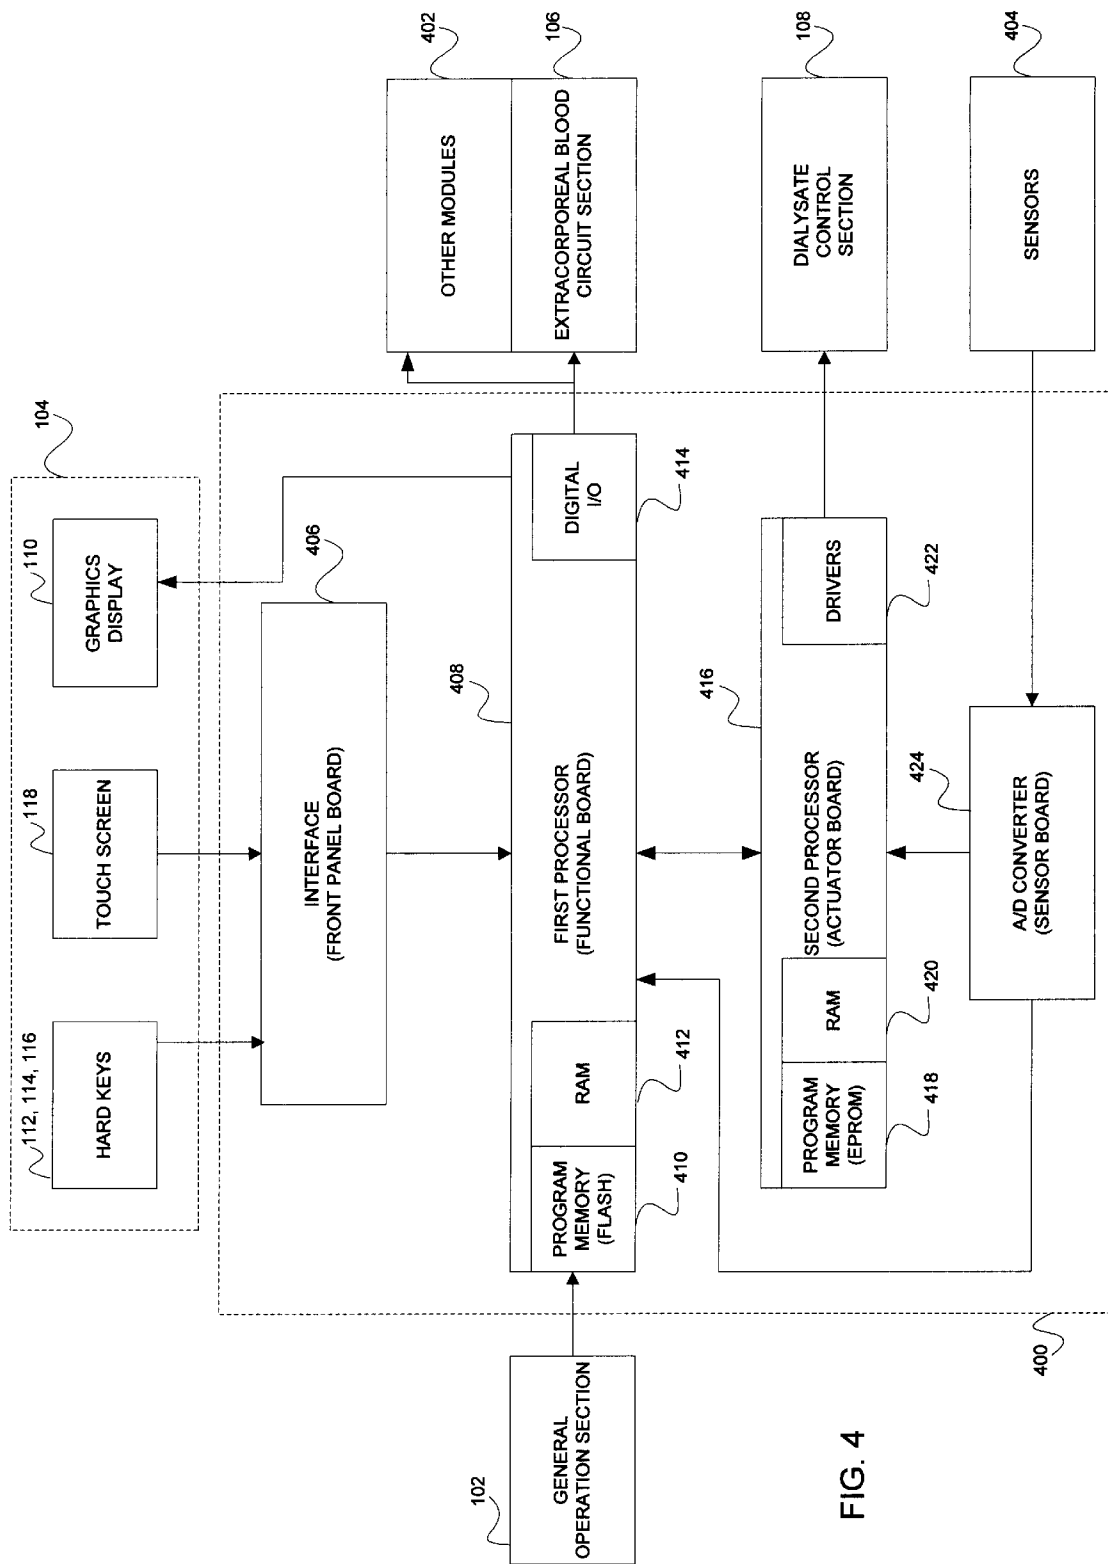 104
112, 114, 116
HARD KEYS
118
TOUCH SCREEN
110
GRAPHICS
DISPLAY
406
INTERFACE
(FRONT PANEL BOARD)
402
OTHER MODULES
106
EXTRACORPOREAL BLOOD
CIRCUIT SECTION
102
GENERAL
OPERATION SECTION
408
PROGRAM
MEMORY
(FLASH)
410
RAM
412
FIRST PROCESSOR
(FUNCTIONAL BOARD)
DIGITAL
I/O
414
416
PROGRAM
MEMORY
(EPROM)
418
RAM
420
SECOND PROCESSOR
(ACTUATOR BOARD)
DRIVERS
422
108
DIALYSATE
CONTROL
SECTION
424
A/D CONVERTER
(SENSOR BOARD)
404
SENSORS
400
FIG. 4